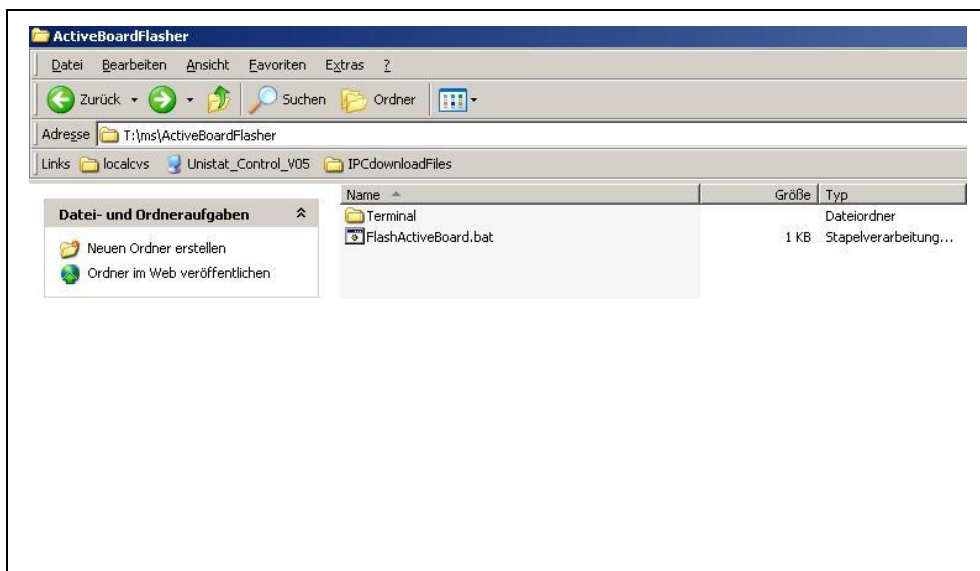 ActiveBoardFlasher
Datei Bearbeiten Ansicht Favoriten Extras ?
Zurück Suchen Ordner
Adresse T:\ms\ActiveBoardFlasher
Links localcvs Unistat_Control_V05 IPCdownloadFiles
Name Größe Typ
Datei- und Ordneraufgaben
Terminal Dateiordner
FlashActiveBoard.bat 1 KB Stapelverarbeitung...
Neuen Ordner erstellen
Ordner im Web veröffentlichen